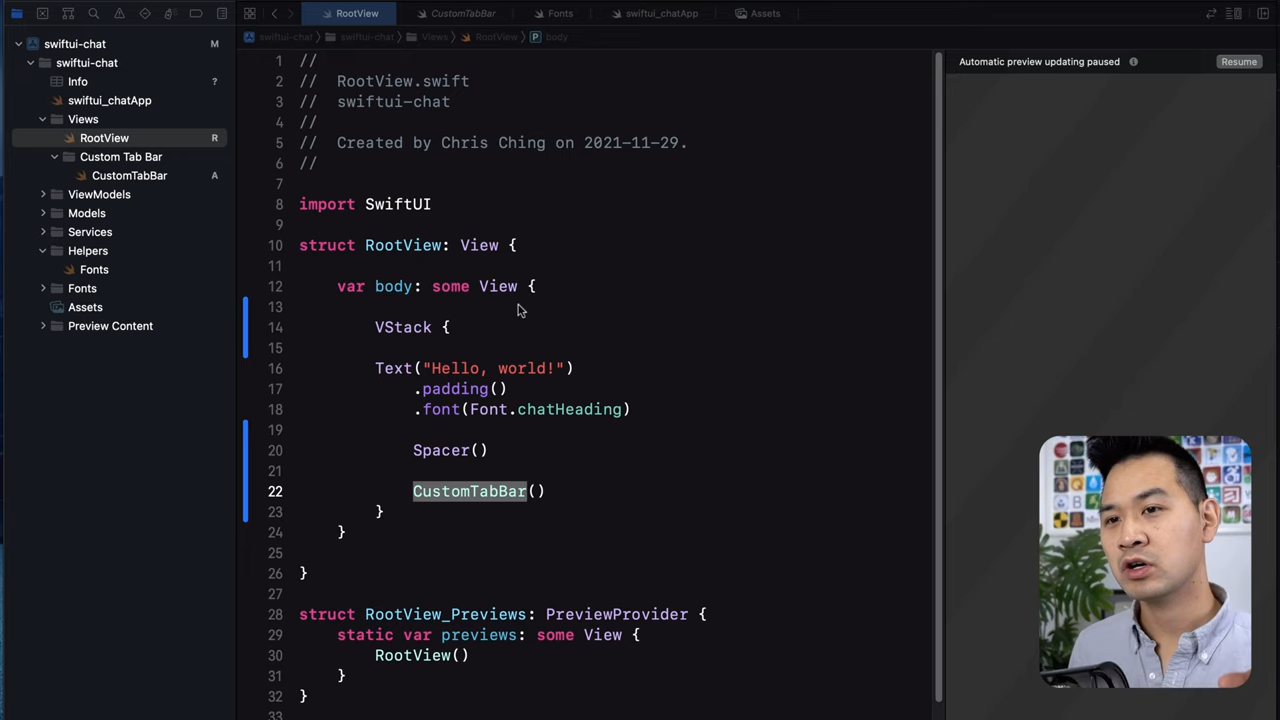 RootView
CustomTabBar
Fonts
swiftui_chatApp
Assets
swiftui-chat
M
swiftui-chat
Info
?
swiftui_chatApp
Views
RootView
R
Custom Tab Bar
CustomTabBar
A
ViewModels
Models
Services
Helpers
Fonts
Fonts
Assets
Preview Content
swiftui-chat
swiftui-chat
Views
RootView
P
body
1 //
2 //  RootView.swift
3 //  swiftui-chat
4 //
5 //  Created by Chris Ching on 2021-11-29.
6 //
7
8 import SwiftUI
9
10 struct RootView: View {
11
12     var body: some View {
13
14         VStack {
15
16         Text("Hello, world!")
17             .padding()
18             .font(Font.chatHeading)
19
20             Spacer()
21
22             CustomTabBar()
23         }
24     }
25
26 }
27
28 struct RootView_Previews: PreviewProvider {
29     static var previews: some View {
30         RootView()
31     }
32 }
33
Automatic preview updating paused
Resume